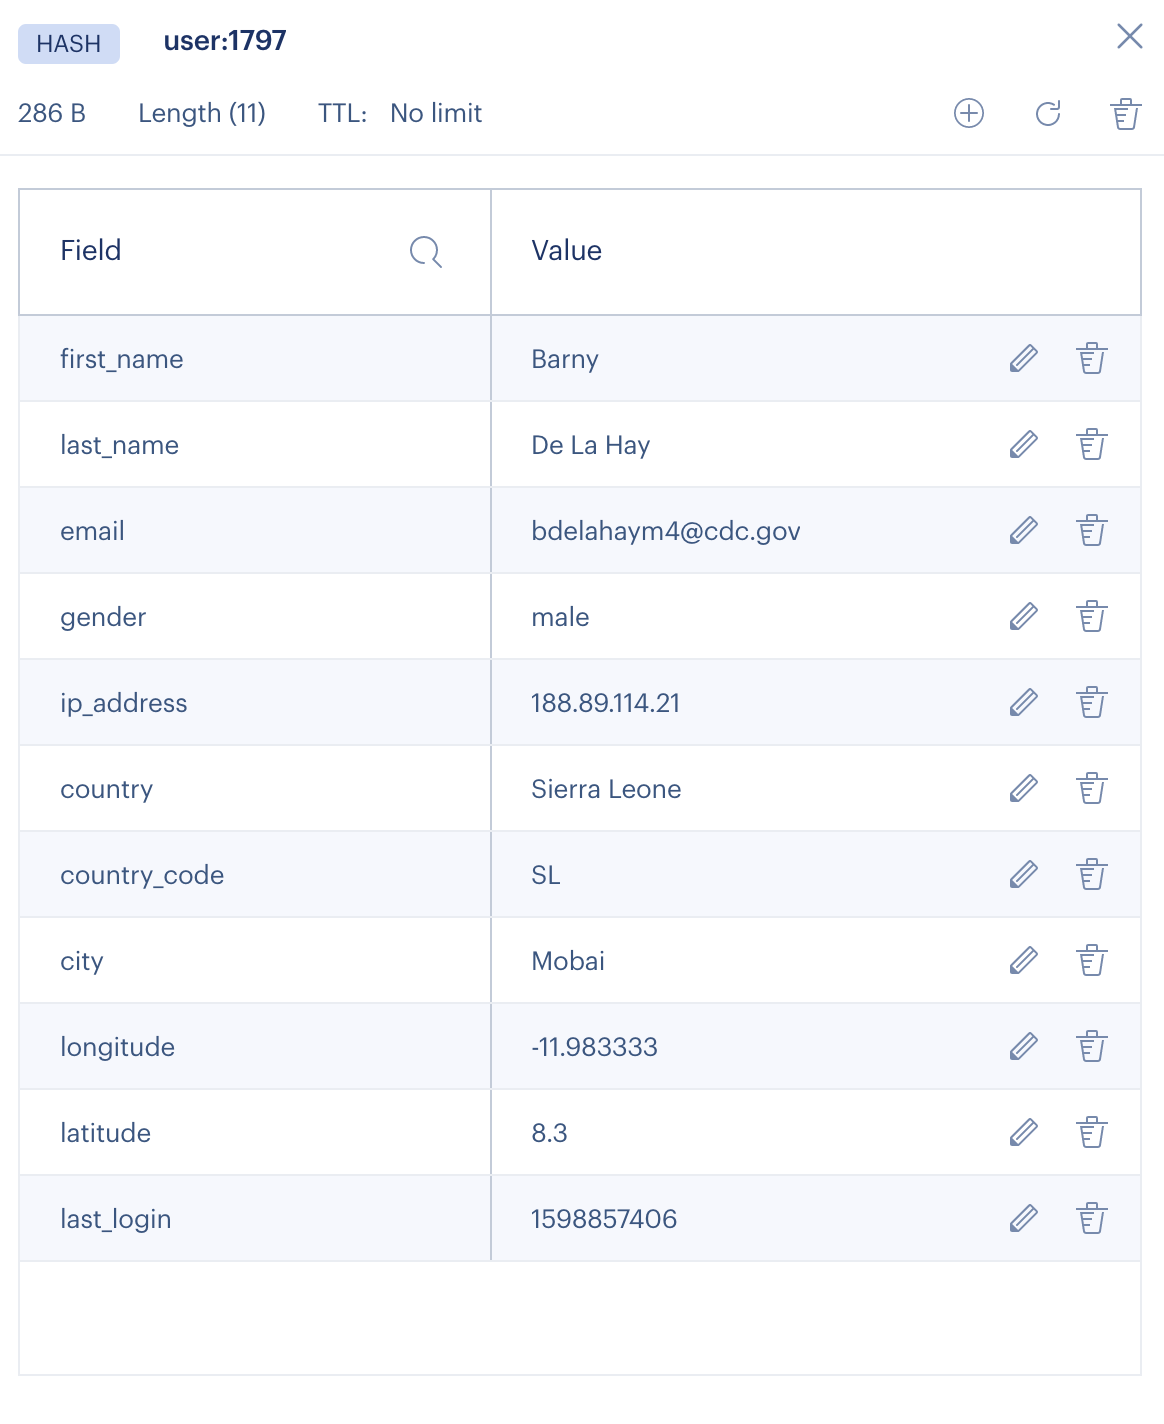 HASH user:1797
286 B Length (11) TTL: No limit
Field Value
first_name Barny
last_name De La Hay
email bdelahaym4@cdc.gov
gender male
ip_address 188.89.114.21
country Sierra Leone
country_code SL
city Mobai
longitude -11.983333
latitude 8.3
last_login 1598857406